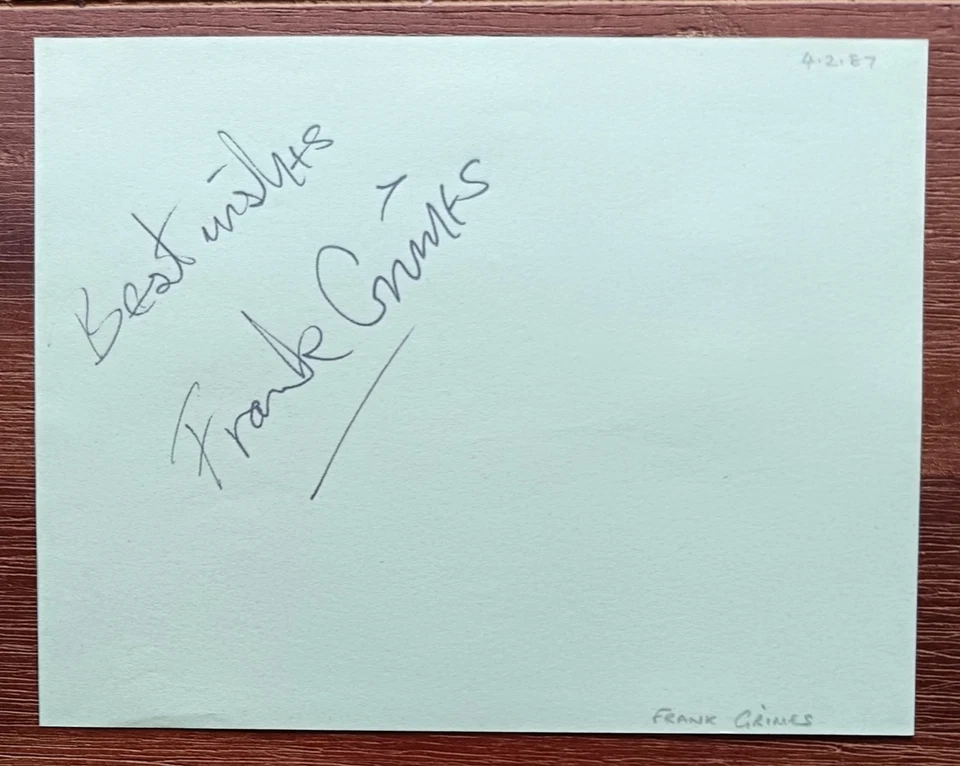 4.2.87
Best wishes
Frank Grimes
FRANK GRIMES